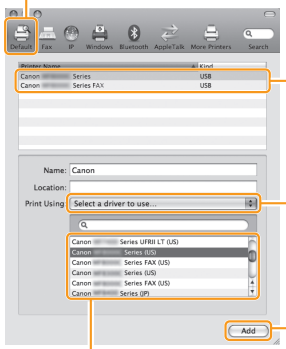 Default Fax IP Windows Bluetooth AppleTalk More Printers Search
Printer Name Kind
Canon Series USB
Canon Series FAX USB
Name: Canon
Location:
Print Using: Select a driver to use...
Canon Series UFRII LT (US)
Canon Series (US)
Canon Series FAX (US)
Canon Series (US)
Canon Series FAX (US)
Canon Series (JP)
Add